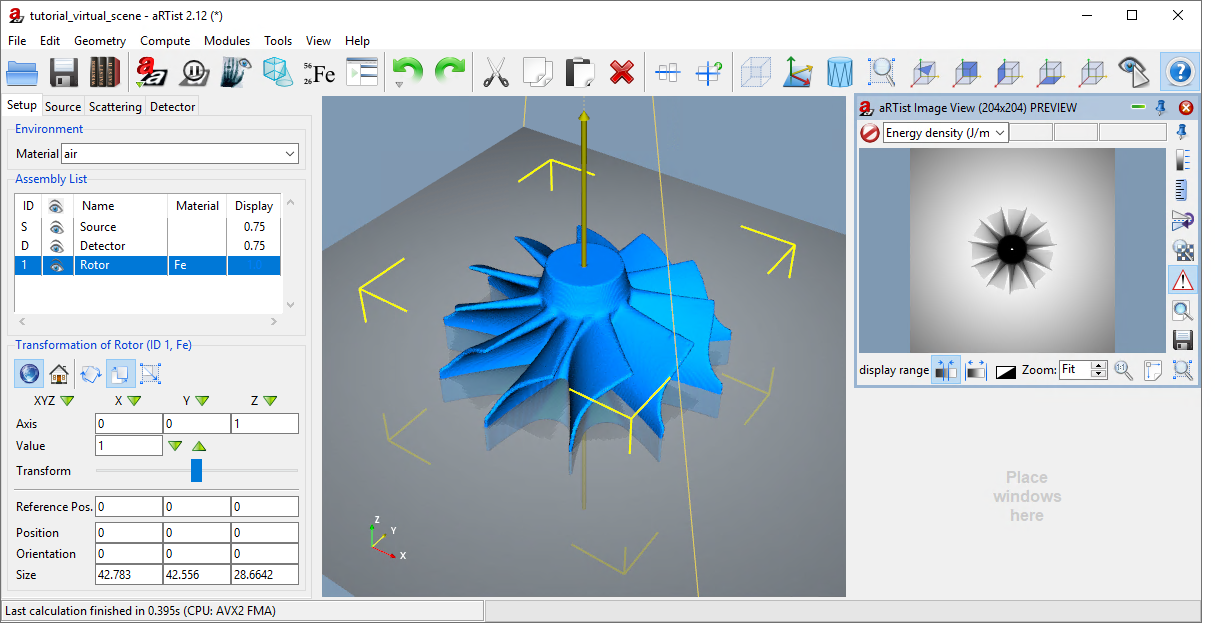 tutorial_virtual_scene - aRTist 2.12 (*)
File Edit Geometry Compute Modules Tools View Help
56
26 Fe
Setup Source Scattering Detector
Environment
Material air
Assembly List
ID Name Material Display
S Source 0.75
D Detector 0.75
1 Rotor Fe
Transformation of Rotor (ID 1, Fe)
XYZ X Y Z
Axis 0 0 1
Value 1
Transform
Reference Pos. 0 0 0
Position 0 0 0
Orientation 0 0 0
Size 42.783 42.556 28.6642
Z
Y
X
aRTist Image View (204x204) PREVIEW
Energy density (J/m
display range Zoom: Fit
Place
windows
here
Last calculation finished in 0.395s (CPU: AVX2 FMA)